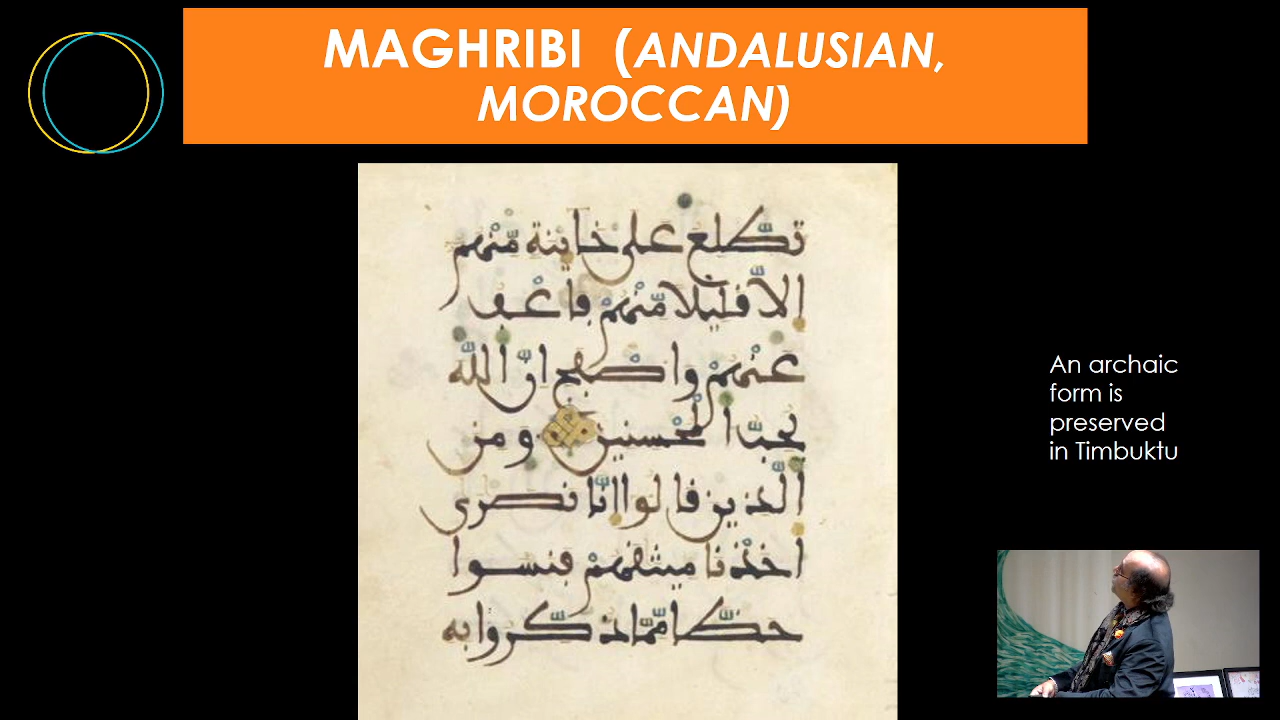 MAGHRIBI (ANDALUSIAN,
MOROCCAN)
تطلع على خاينة منهم
الا قليلا منهم فاعف
عنهم واصفح ان الله
يحب المحسنين ومن
الذين قالوا انا نصرى
اخذنا ميثقهم فنسوا
حظا مما ذكروا به
An archaic
form is
preserved
in Timbuktu